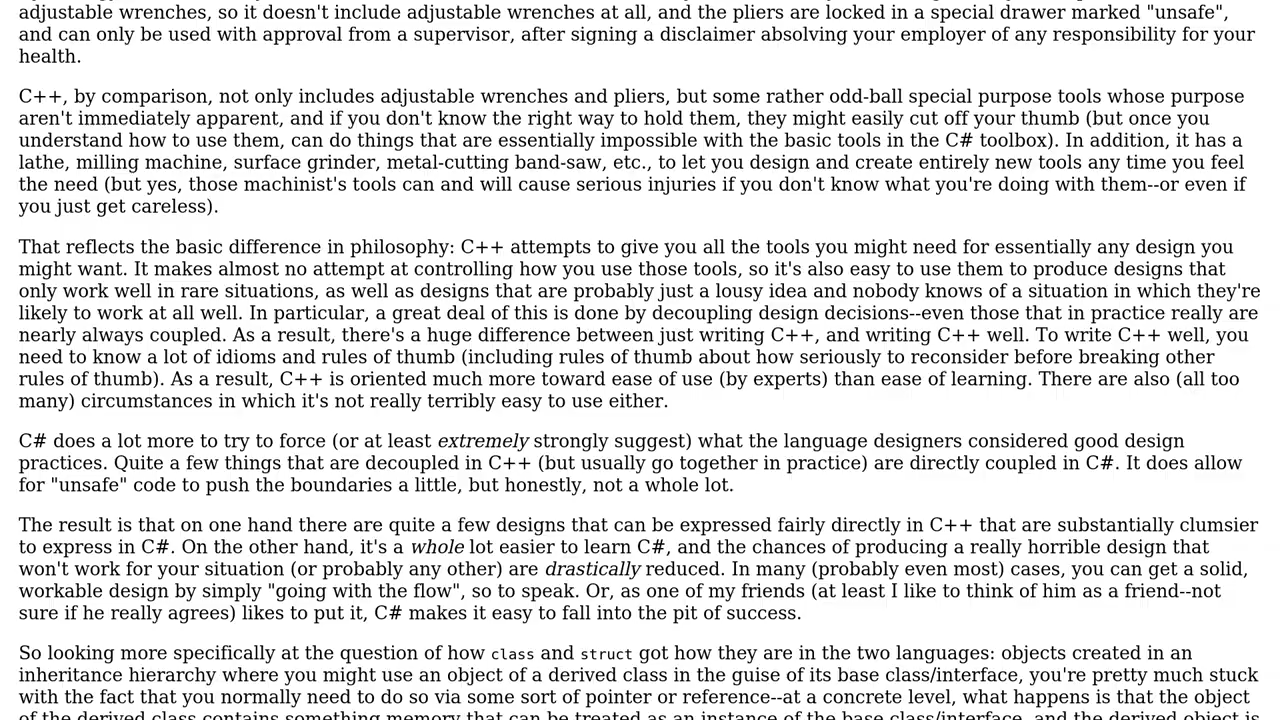 adjustable wrenches, so it doesn't include adjustable wrenches at all, and the pliers are locked in a special drawer marked "unsafe",
and can only be used with approval from a supervisor, after signing a disclaimer absolving your employer of any responsibility for your
health.
C++, by comparison, not only includes adjustable wrenches and pliers, but some rather odd-ball special purpose tools whose purpose
aren't immediately apparent, and if you don't know the right way to hold them, they might easily cut off your thumb (but once you
understand how to use them, can do things that are essentially impossible with the basic tools in the C# toolbox). In addition, it has a
lathe, milling machine, surface grinder, metal-cutting band-saw, etc., to let you design and create entirely new tools any time you feel
the need (but yes, those machinist's tools can and will cause serious injuries if you don't know what you're doing with them--or even if
you just get careless).
That reflects the basic difference in philosophy: C++ attempts to give you all the tools you might need for essentially any design you
might want. It makes almost no attempt at controlling how you use those tools, so it's also easy to use them to produce designs that
only work well in rare situations, as well as designs that are probably just a lousy idea and nobody knows of a situation in which they're
likely to work at all well. In particular, a great deal of this is done by decoupling design decisions--even those that in practice really are
nearly always coupled. As a result, there's a huge difference between just writing C++, and writing C++ well. To write C++ well, you
need to know a lot of idioms and rules of thumb (including rules of thumb about how seriously to reconsider before breaking other
rules of thumb). As a result, C++ is oriented much more toward ease of use (by experts) than ease of learning. There are also (all too
many) circumstances in which it's not really terribly easy to use either.
C# does a lot more to try to force (or at least extremely strongly suggest) what the language designers considered good design
practices. Quite a few things that are decoupled in C++ (but usually go together in practice) are directly coupled in C#. It does allow
for "unsafe" code to push the boundaries a little, but honestly, not a whole lot.
The result is that on one hand there are quite a few designs that can be expressed fairly directly in C++ that are substantially clumsier
to express in C#. On the other hand, it's a whole lot easier to learn C#, and the chances of producing a really horrible design that
won't work for your situation (or probably any other) are drastically reduced. In many (probably even most) cases, you can get a solid,
workable design by simply "going with the flow", so to speak. Or, as one of my friends (at least I like to think of him as a friend--not
sure if he really agrees) likes to put it, C# makes it easy to fall into the pit of success.
So looking more specifically at the question of how class and struct got how they are in the two languages: objects created in an
inheritance hierarchy where you might use an object of a derived class in the guise of its base class/interface, you're pretty much stuck
with the fact that you normally need to do so via some sort of pointer or reference--at a concrete level, what happens is that the object
of the derived class contains something memory that can be treated as an instance of the base class/interface, and the derived object is